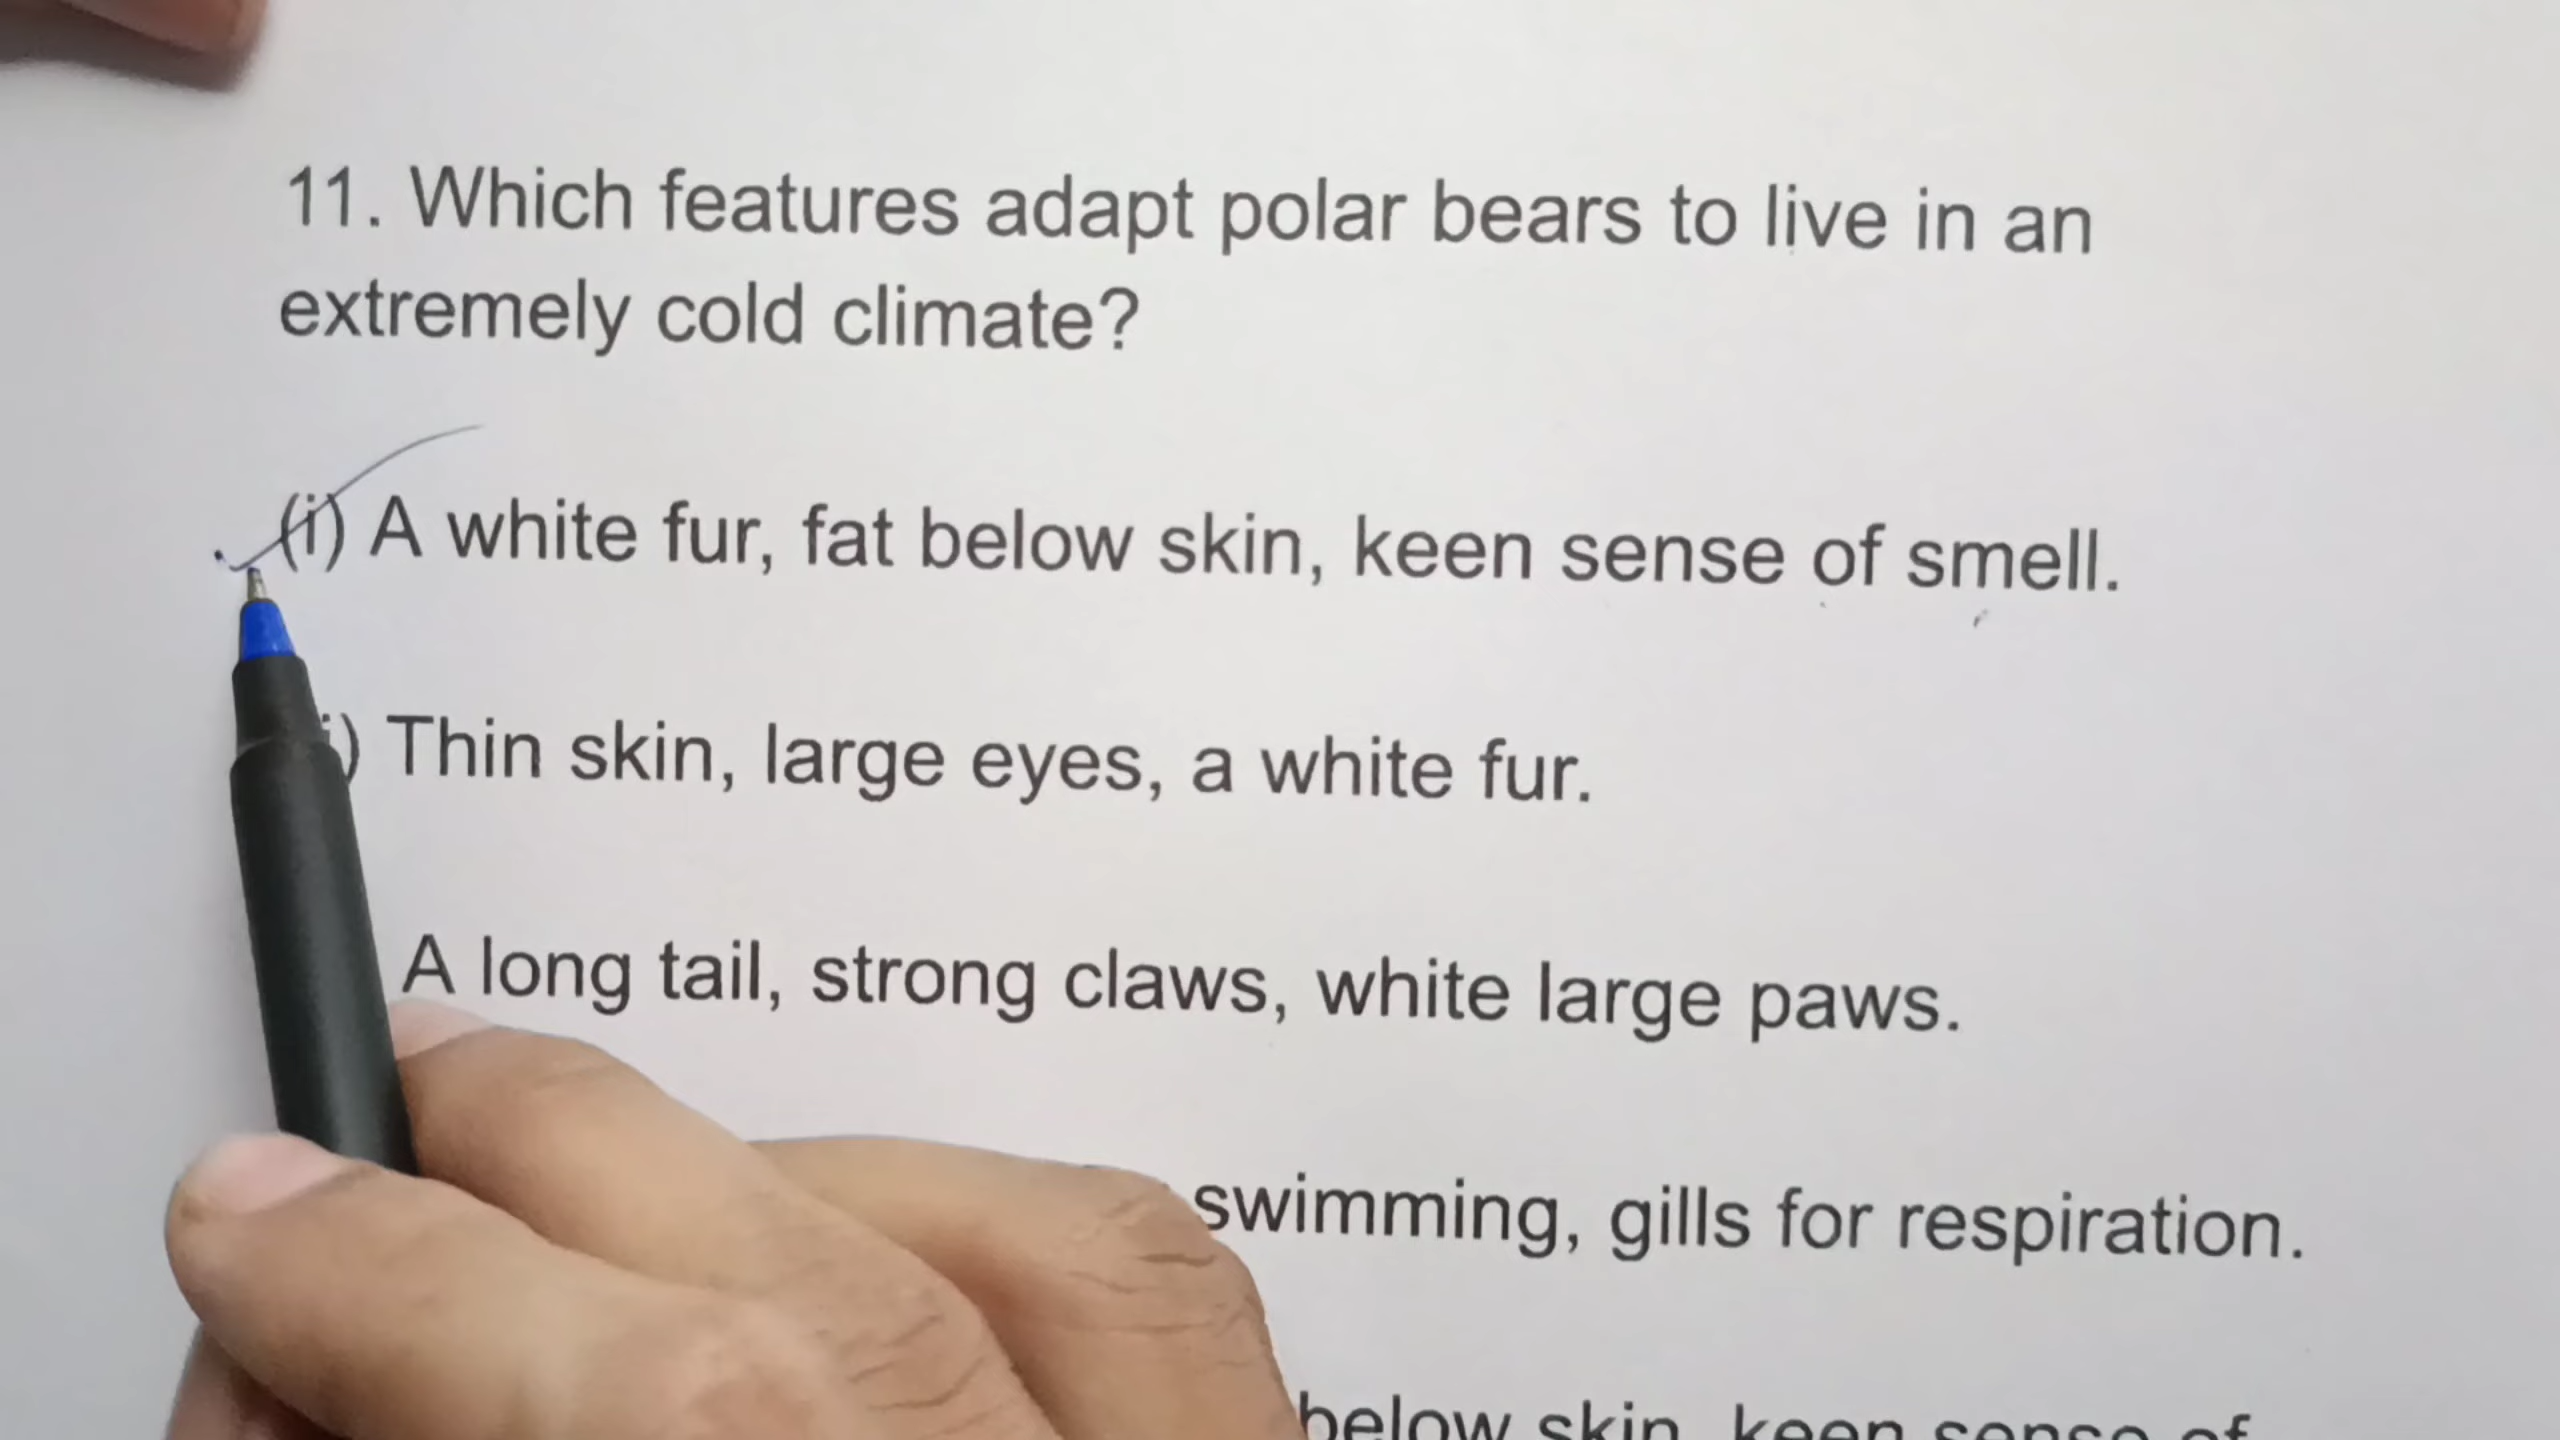 11. Which features adapt polar bears to live in an
extremely cold climate?
(i) A white fur, fat below skin, keen sense of smell.
Thin skin, large eyes, a white fur.
A long tail, strong claws, white large paws.
swimming, gills for respiration.
below skin, keen sense of